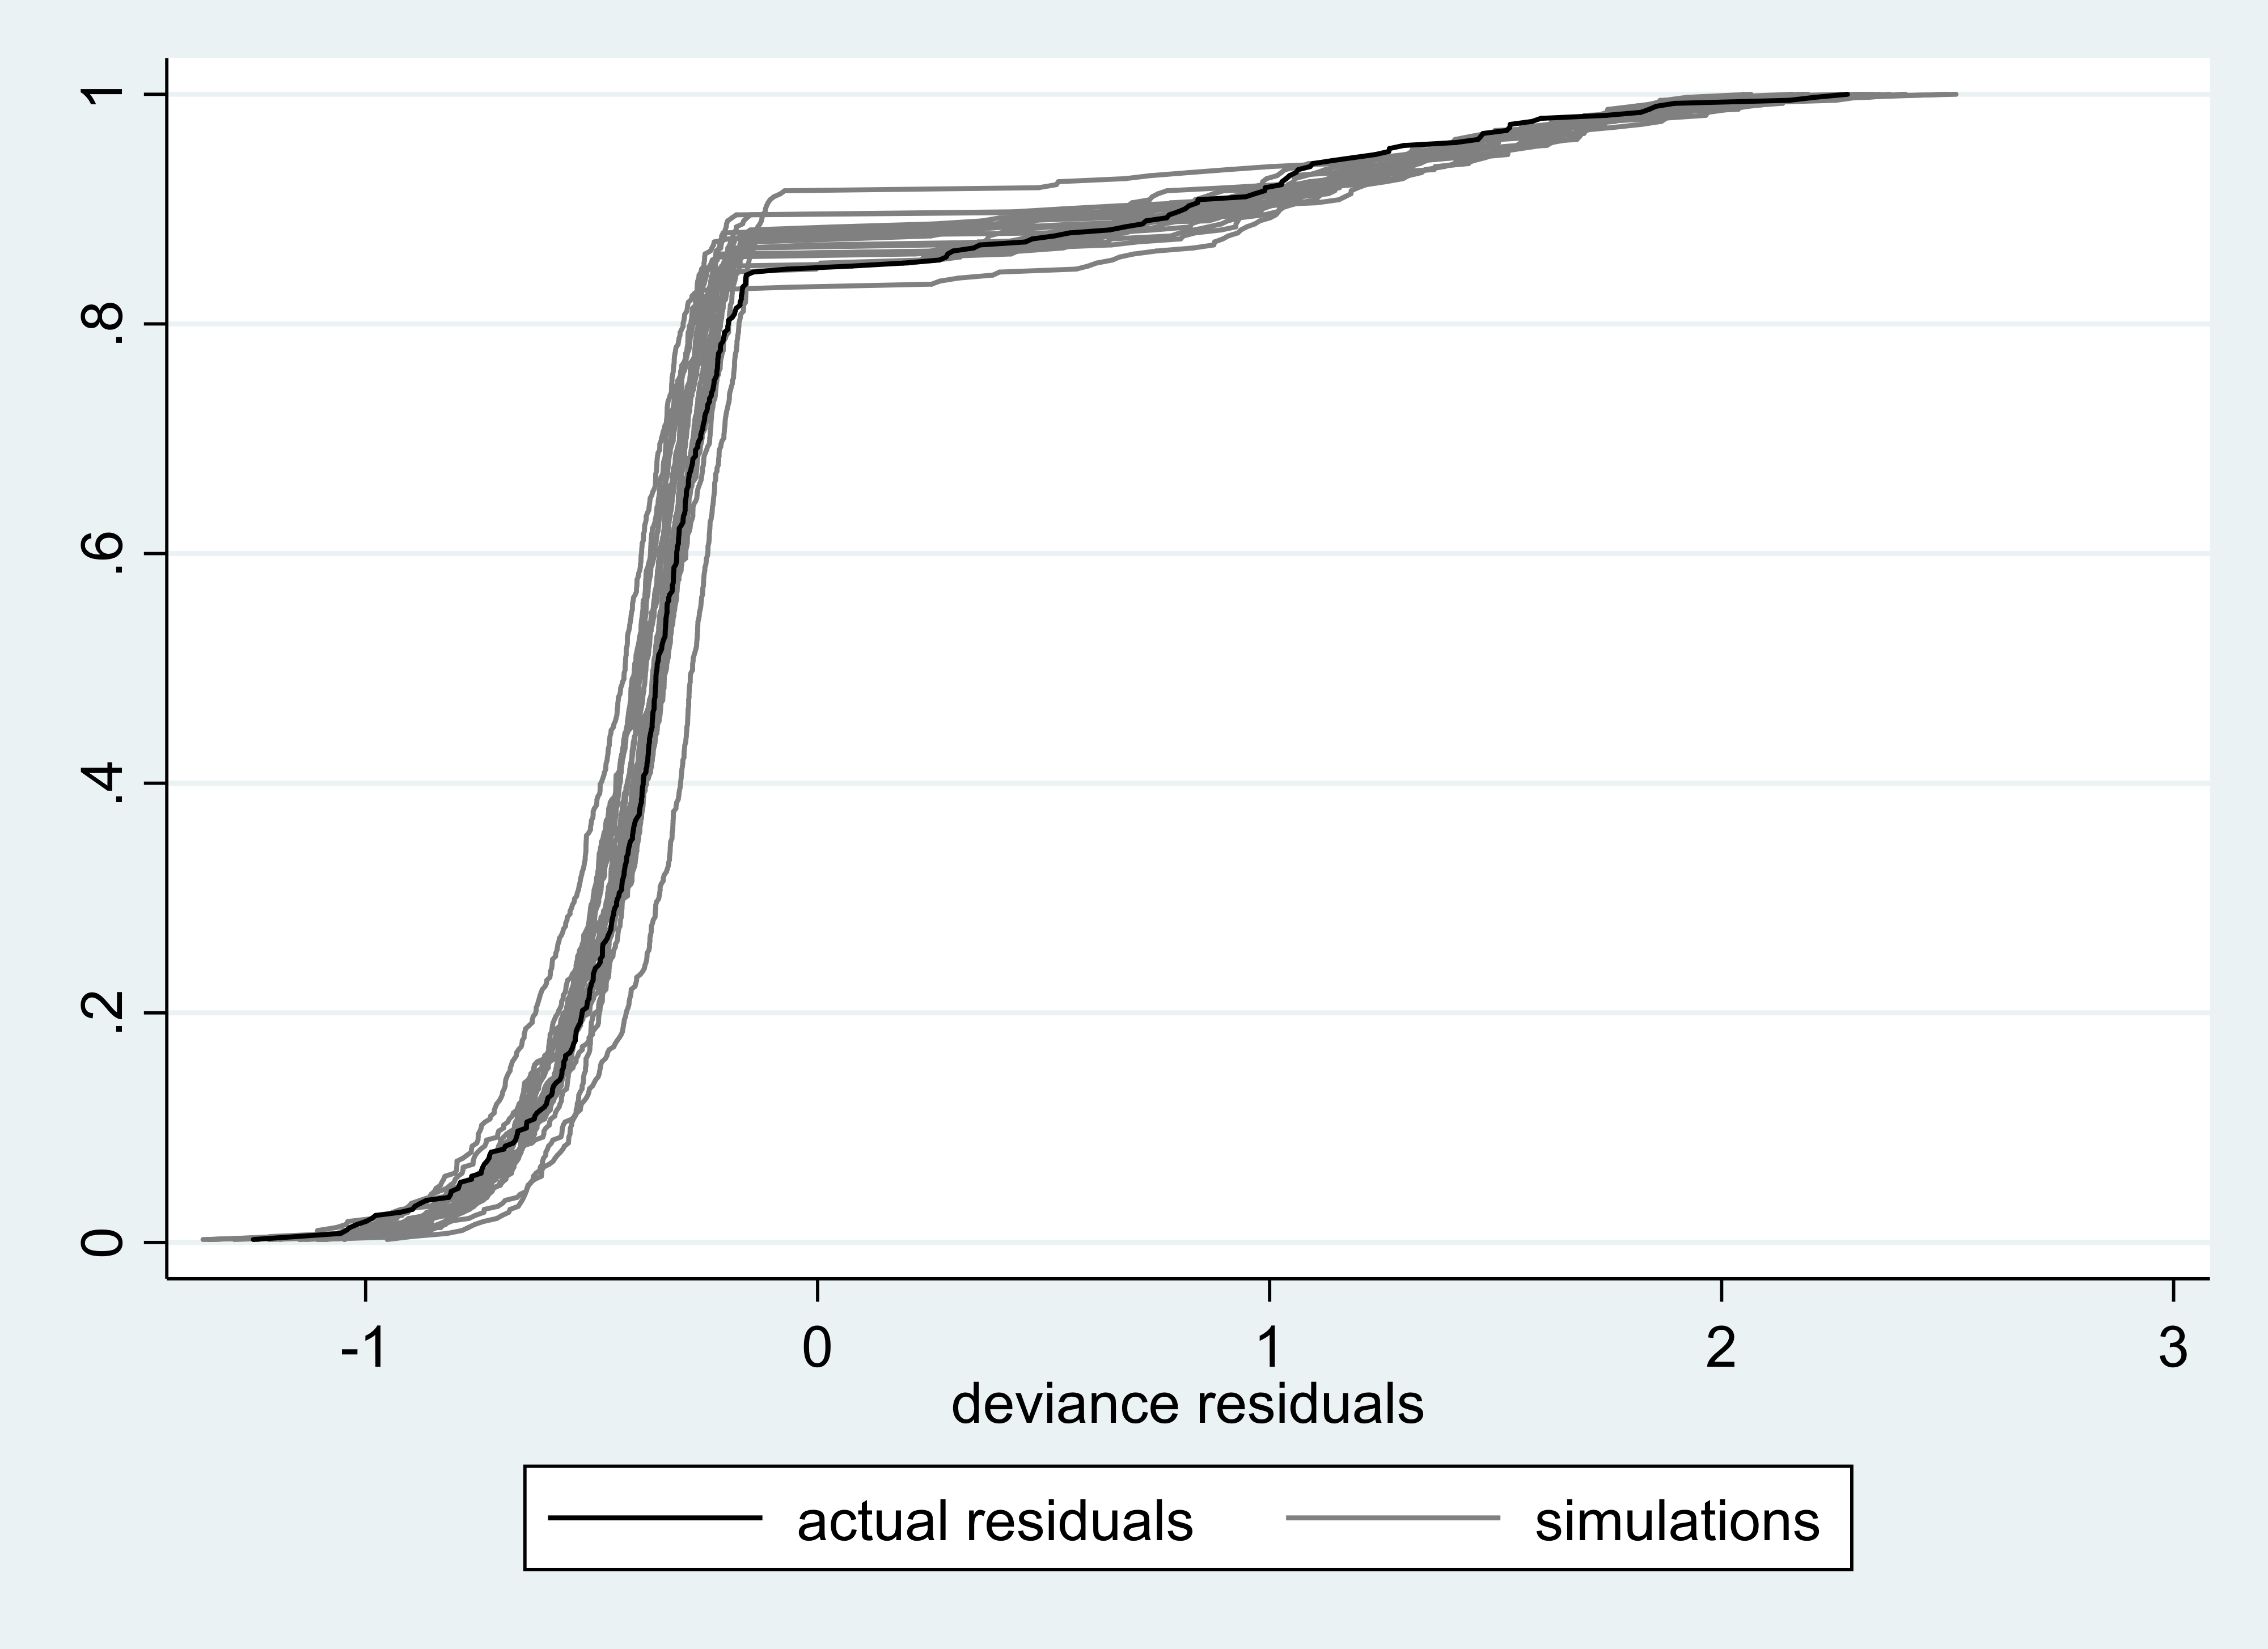 1
.8
.6
.4
.2
0
-1 0 1 2 3
deviance residuals
actual residuals simulations